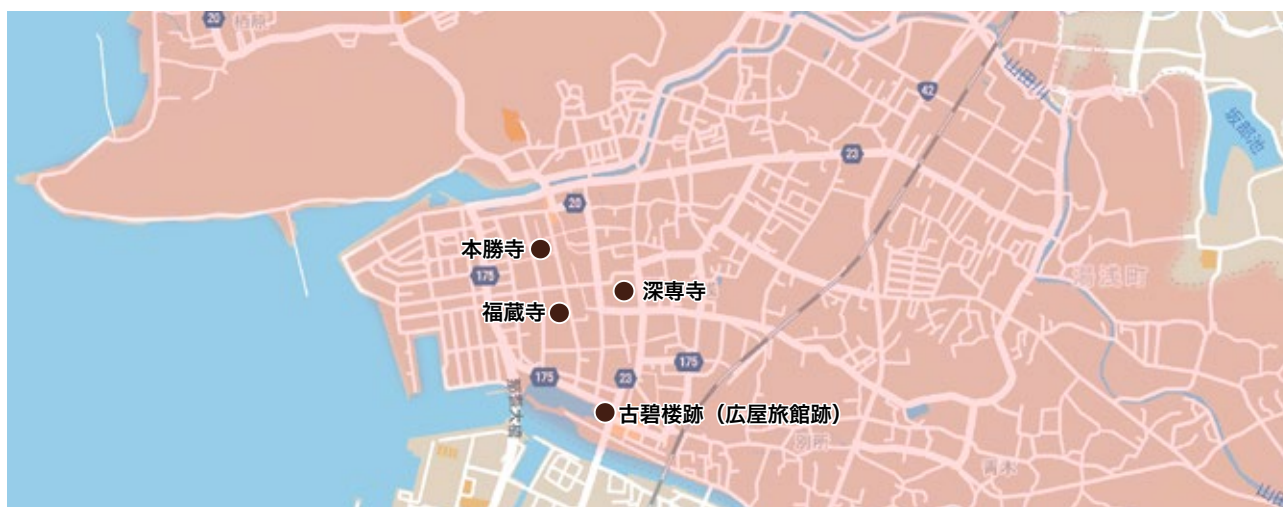 20
栖原
42
山田川
坂部池
23
20
本勝寺
175
深専寺
湯浅町
福蔵寺
175
23
175
古碧楼跡（広屋旅館跡）
別所
青木